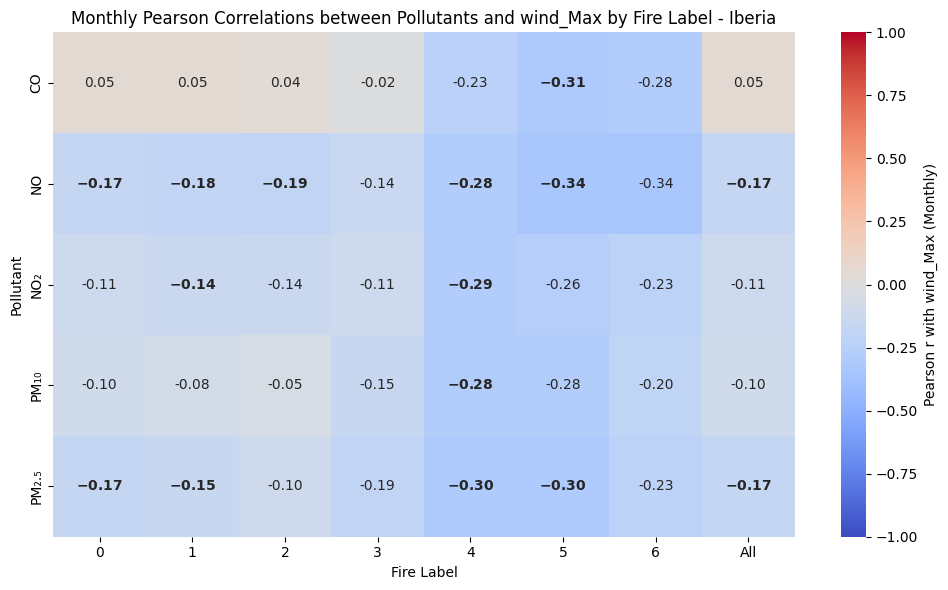 Monthly Pearson Correlations between Pollutants and wind_Max by Fire Label - Iberia
CO 0.05 0.05 0.04 -0.02 -0.23 −0.31 -0.28 0.05
NO −0.17 −0.18 −0.19 -0.14 −0.28 −0.34 -0.34 −0.17
NO₂ -0.11 −0.14 -0.14 -0.11 −0.29 -0.26 -0.23 -0.11
PM₁₀ -0.10 -0.08 -0.05 -0.15 −0.28 -0.28 -0.20 -0.10
PM₂.₅ −0.17 −0.15 -0.10 -0.19 −0.30 −0.30 -0.23 −0.17
0 1 2 3 4 5 6 All
Fire Label
Pollutant
1.00
0.75
0.50
0.25
0.00
−0.25
−0.50
−0.75
−1.00
Pearson r with wind_Max (Monthly)